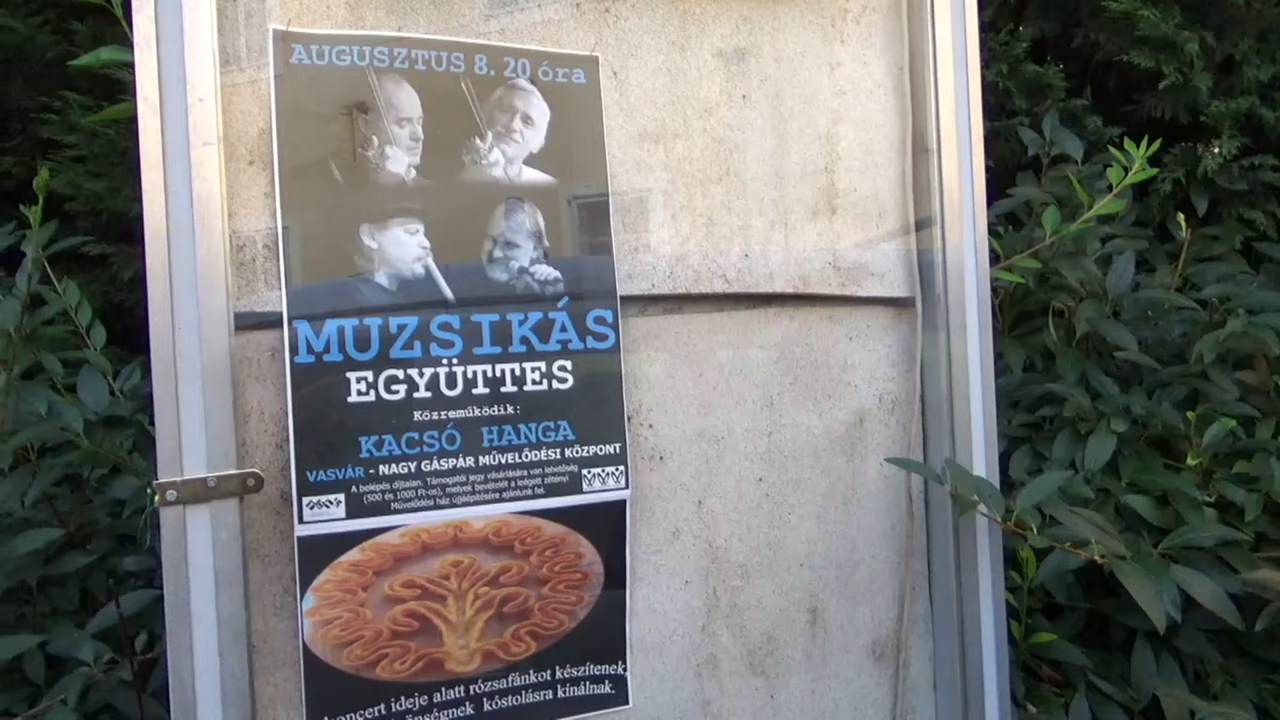 AUGUSZTUS 8. 20 óra
MUZSIKÁS
EGYÜTTES
Közreműködik:
KACSÓ HANGA
VASVÁR - NAGY GÁSPÁR MŰVELŐDÉSI KÖZPONT
A belépés díjtalan. Támogatói jegy vásárlására van lehetőség
(500 és 1000 Ft-os), melyek bevételét a leégett zétényi
Művelődési ház újjáépítésére ajánlunk fel.
koncert ideje alatt rózsafánkot készítenek,
kóstolásra kínálnak.